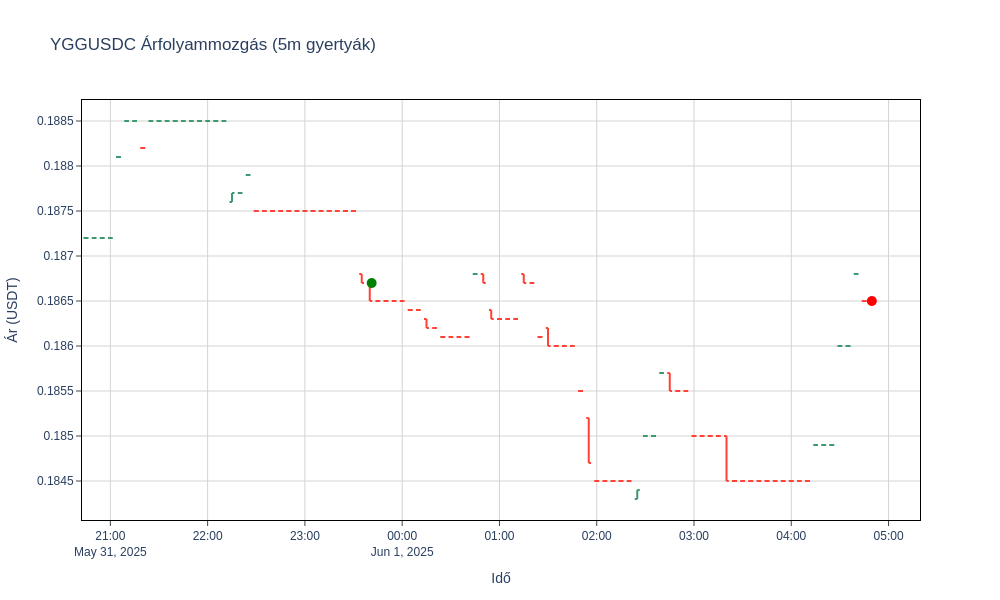 YGGUSDC Árfolyammozgás (5m gyertyák)
0.1885
0.188
0.1875
0.187
0.1865
0.186
0.1855
0.185
0.1845
Ár (USDT)
21:00 22:00 23:00 00:00 01:00 02:00 03:00 04:00 05:00
May 31, 2025 Jun 1, 2025
Idő